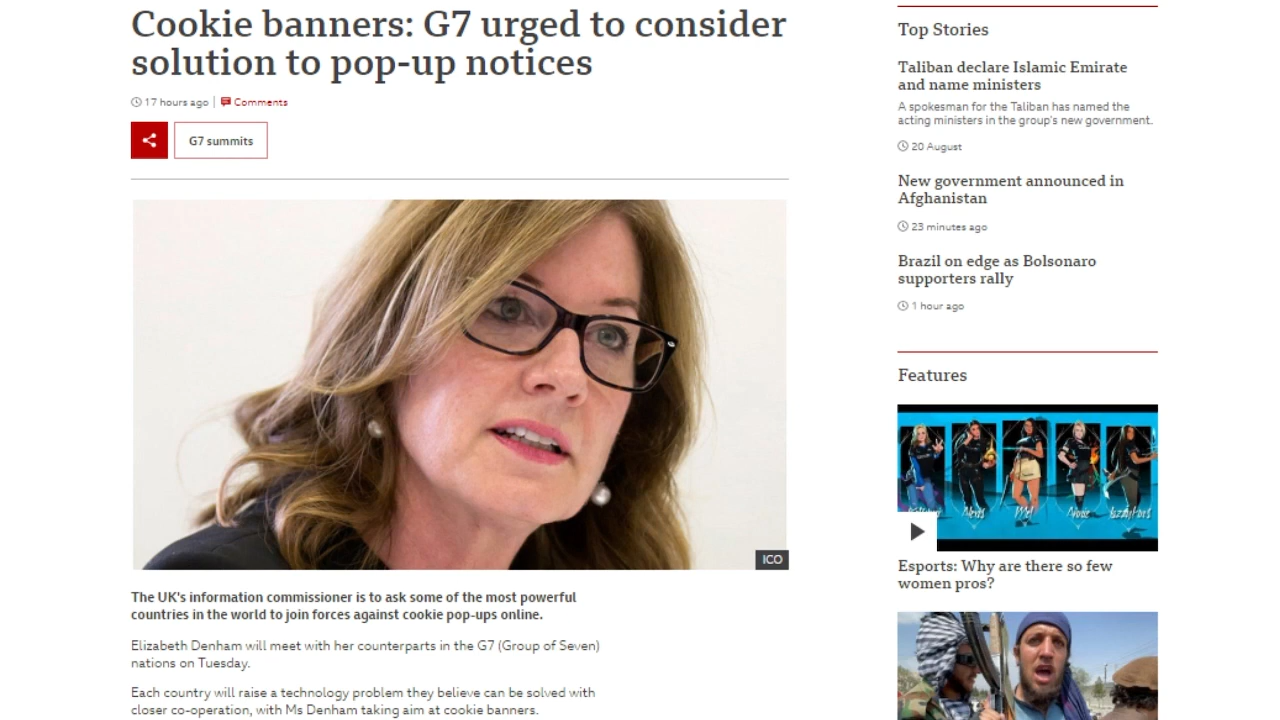 Cookie banners: G7 urged to consider
solution to pop-up notices
17 hours ago | Comments
G7 summits
ICO
The UK's information commissioner is to ask some of the most powerful
countries in the world to join forces against cookie pop-ups online.
Elizabeth Denham will meet with her counterparts in the G7 (Group of Seven)
nations on Tuesday.
Each country will raise a technology problem they believe can be solved with
closer co-operation, with Ms Denham taking aim at cookie banners.
Top Stories
Taliban declare Islamic Emirate
and name ministers
A spokesman for the Taliban has named the
acting ministers in the group's new government.
20 August
New government announced in
Afghanistan
23 minutes ago
Brazil on edge as Bolsonaro
supporters rally
1 hour ago
Features
Esports: Why are there so few
women pros?